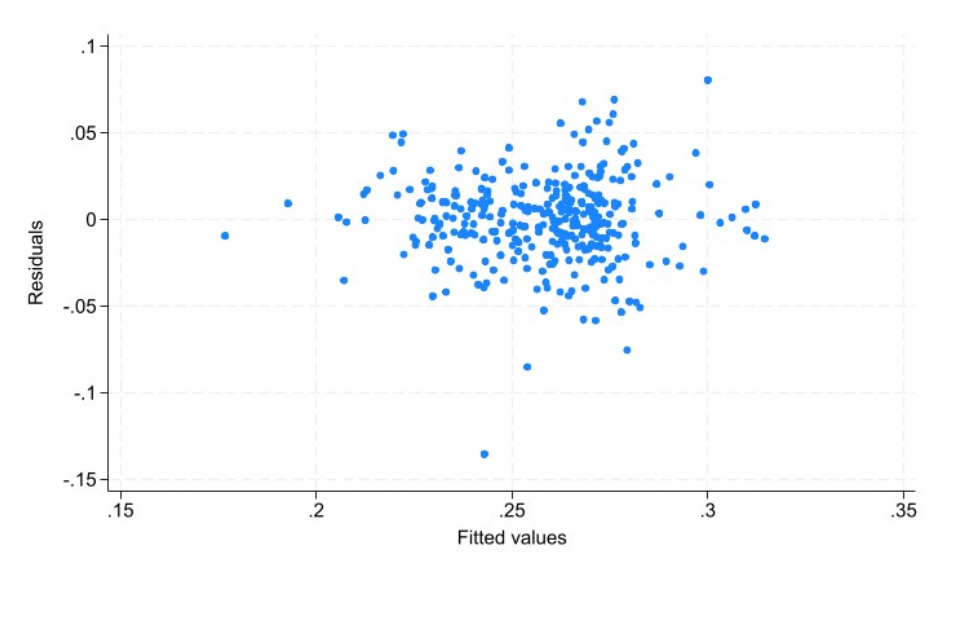 .1
.05
0
-.05
-.1
-.15
Residuals
.15 .2 .25 .3 .35
Fitted values